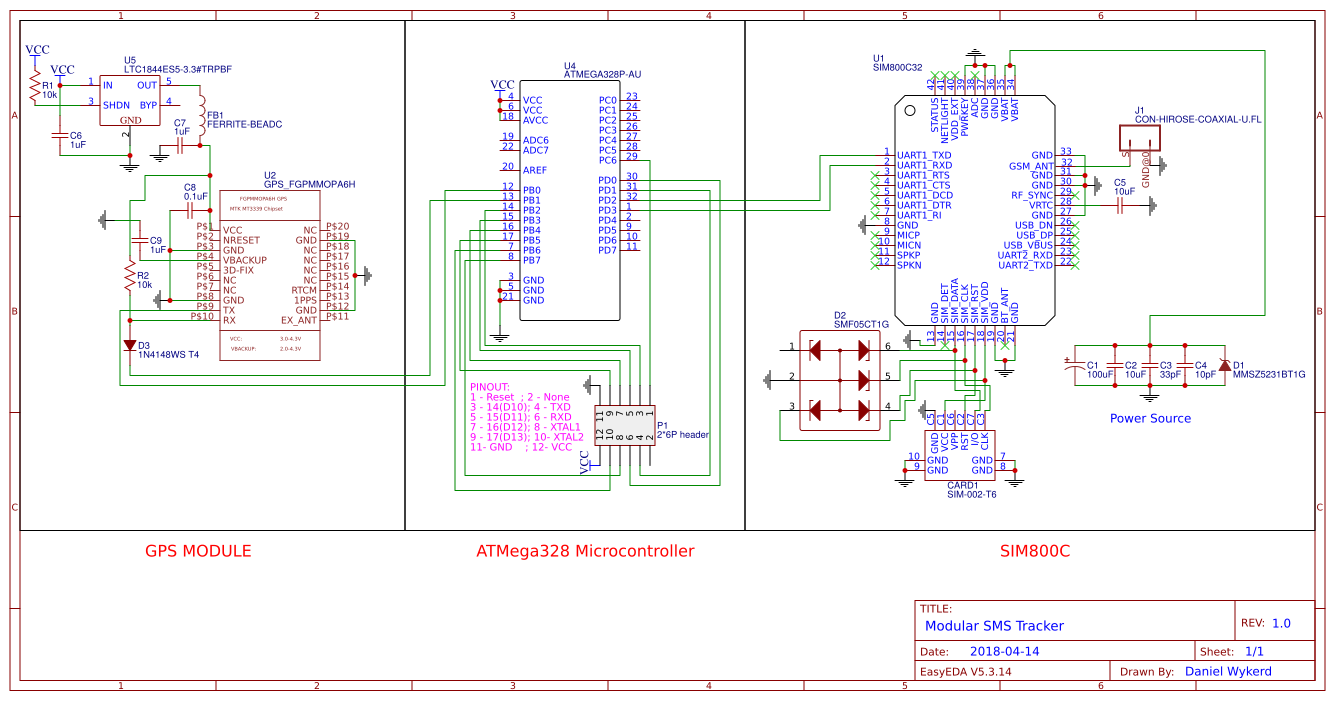 1 2 3 4 5 6
A A
B B
C C
1 2 3 4 5 6
VCC
VCC
R1
10k
U5
LTC1844ES5-3.3#TRPBF
1 IN OUT 5
3 SHDN BYP 4
GND
2
C6
1uF
C7
1uF
FB1
FERRITE-BEADC
C8
0.1uF
C9
1uF
R2
10k
D3
1N4148WS T4
U2
GPS_FGPMMOPA6H
FGPMMOPA6H GPS
MTK MT3339 Chipset
P$1 VCC NC P$20
P$2 NRESET GND P$19
P$3 GND NC P$18
P$4 VBACKUP NC P$17
P$5 3D-FIX NC P$16
P$6 NC NC P$15
P$7 NC RTCM P$14
P$8 GND 1PPS P$13
P$9 TX GND P$12
P$10 RX EX_ANT P$11
VCC: 3.0-4.3V
VBACKUP: 2.0-4.3V
U4
ATMEGA328P-AU
VCC
4 VCC PC0 23
6 VCC PC1 24
18 AVCC PC2 25
PC3 26
19 ADC6 PC4 27
22 ADC7 PC5 28
PC6 29
20 AREF
PD0 30
12 PB0 PD1 31
13 PB1 PD2 32
14 PB2 PD3 1
15 PB3 PD4 2
16 PB4 PD5 9
17 PB5 PD6 10
7 PB6 PD7 11
8 PB7
3 GND
5 GND
21 GND
PINOUT:
1 - Reset ; 2 - None
3 - 14(D10); 4 - TXD
5 - 15(D11); 6 - RXD
7 - 16(D12); 8 - XTAL1
9 - 17(D13); 10- XTAL2
11- GND ; 12- VCC
11 9 7 5 3 1
12 10 8 6 4 2
P1
2*6P header
VCC
U1
SIM800C32
42 41 40 39 38 37 36 35 34
STATUS NETLIGHT VDD_EXT PWRKEY ADC GND GND VBAT VBAT
1 UART1_TXD GND 33
2 UART1_RXD GSM_ANT 32
3 UART1_RTS GND 31
4 UART1_CTS GND 30
5 UART1_DCD RF_SYNC 29
6 UART1_DTR VRTC 28
7 UART1_RI GND 27
8 GND USB_DN 26
9 MICP USB_DP 25
10 MICN USB_VBUS 24
11 SPKP UART2_RXD 23
12 SPKN UART2_TXD 22
GND SIM_DET SIM_DATA SIM_CLK SIM_RST SIM_VDD GND BT_ANT GND
13 14 15 16 17 18 19 20 21
J1
CON-HIROSE-COAXIAL-U.FL
S
GND@0
C5
10uF
D2
SMF05CT1G
1 6
2 5
3 4
C5 C1 C6 C2 C7 C3
GND VCC VPP RST I/O CLK
10 GND GND 7
9 GND GND 8
CARD1
SIM-002-T6
+
C1
100uF
C2
10uF
C3
33pF
C4
10pF
D1
MMSZ5231BT1G
Power Source
GPS MODULE
ATMega328 Microcontroller
SIM800C
TITLE:
Modular SMS Tracker
REV: 1.0
Date: 2018-04-14
Sheet: 1/1
EasyEDA V5.3.14
Drawn By: Daniel Wykerd